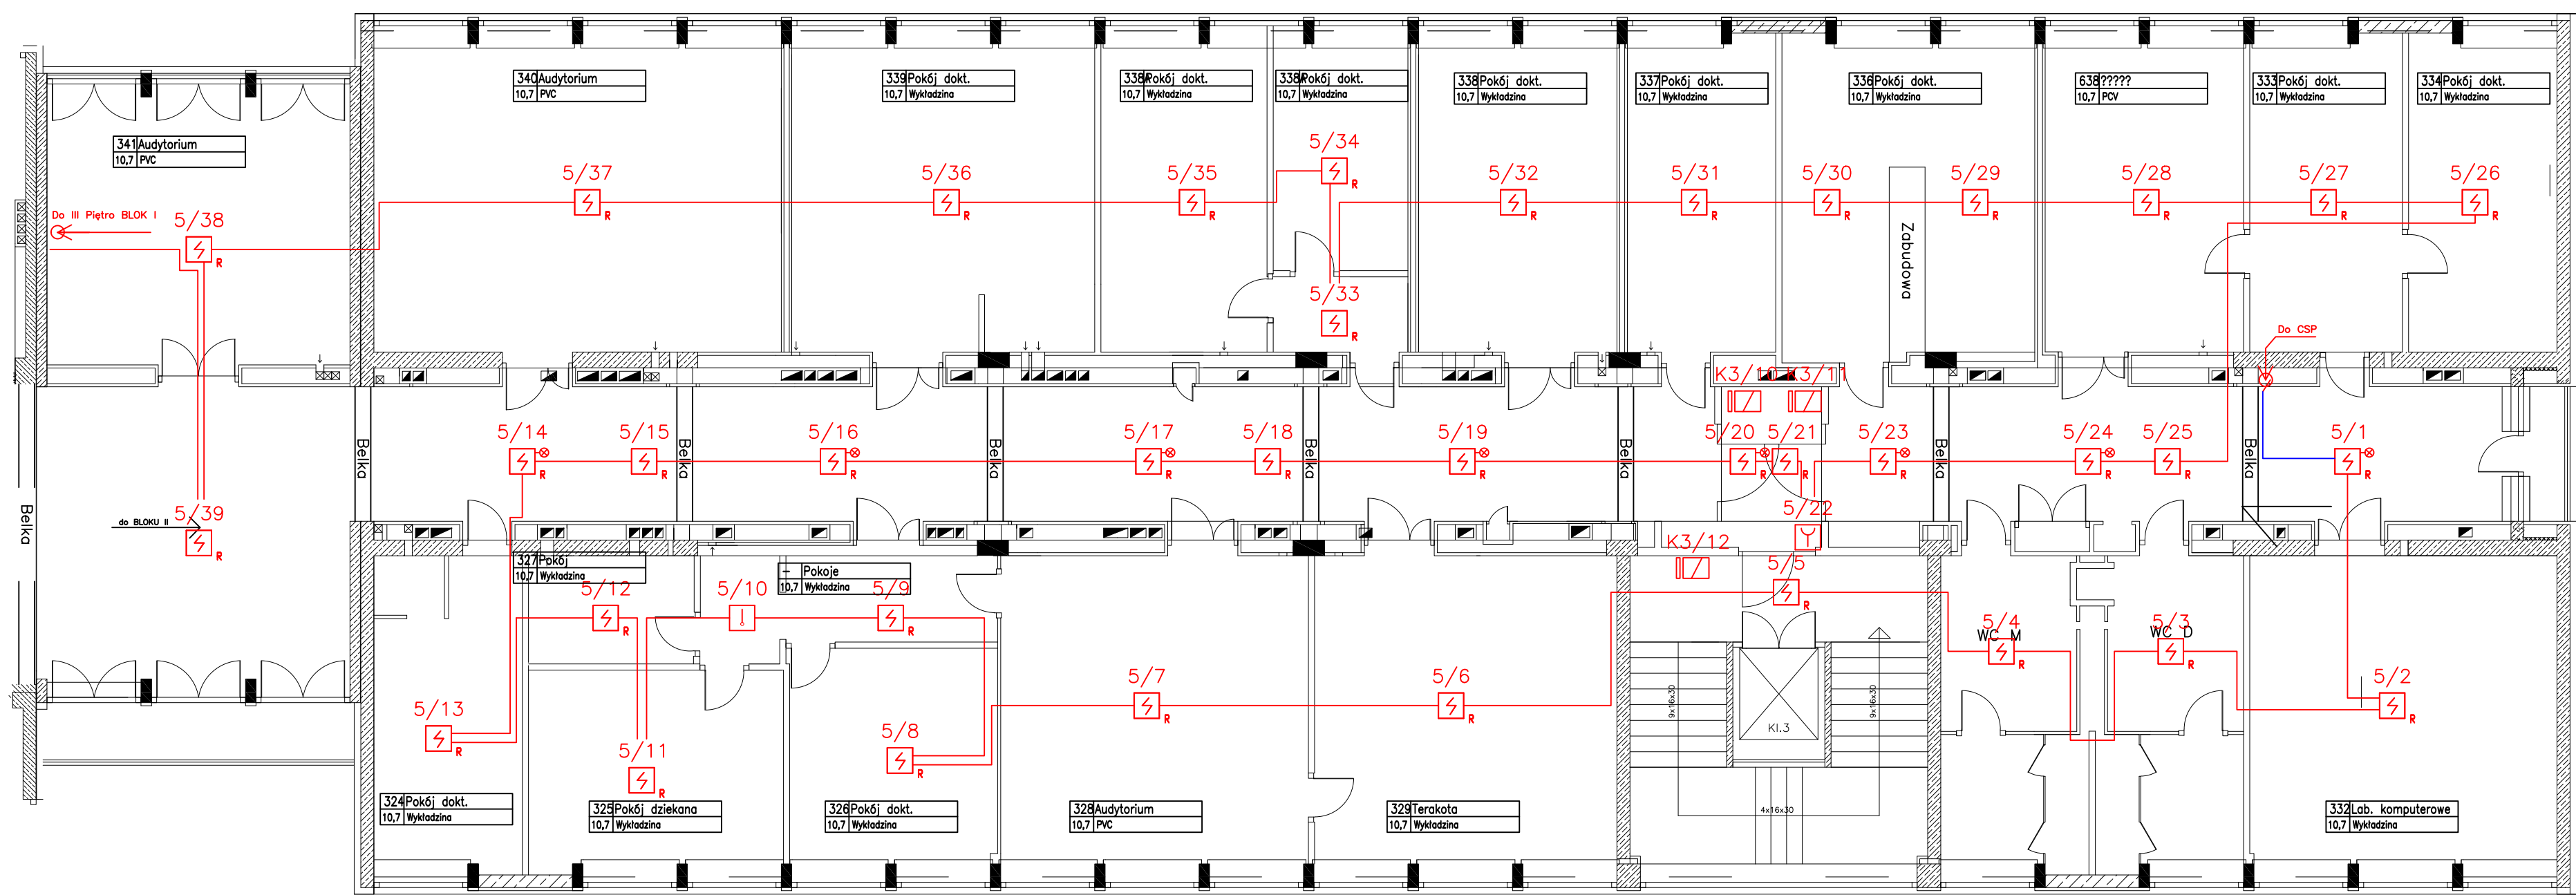 340 Audytorium
10,7 PVC
339 Pokój dokt.
10,7 Wykładzina
338A Pokój dokt.
10,7 Wykładzina
338A Pokój dokt.
10,7 Wykładzina
338 Pokój dokt.
10,7 Wykładzina
337 Pokój dokt.
10,7 Wykładzina
336 Pokój dokt.
10,7 Wykładzina
638 ?????
10,7 PCV
333 Pokój dokt.
10,7 Wykładzina
334 Pokój dokt.
10,7 Wykładzina
341 Audytorium
10,7 PVC
5/34
R
5/37
R
5/36
R
5/35
R
5/32
R
5/31
R
5/30
R
5/29
R
5/28
R
5/27
R
5/26
R
Do III Piętro BLOK I
5/38
R
Zabudowa
5/33
R
Do CSP
K3/10
K3/11
Belka
Belka
Belka
Belka
Belka
Belka
Belka
Belka
5/14
R
5/15
R
5/16
R
5/17
R
5/18
R
5/19
R
5/20
R
5/21
R
5/23
R
5/24
R
5/25
R
5/1
R
do BLOKU II
5/39
R
5/22
K3/12
327 Pokój
10,7 Wykładzina
- Pokoje
10,7 Wykładzina
5/12
R
5/10
5/9
R
5/5
R
WC M
5/4
R
WC D
5/3
R
5/13
R
5/11
R
5/8
R
5/7
R
5/6
R
5/2
R
9x16x30
Kl.3
9x16x30
4x16x30
324 Pokój dokt.
10,7 Wykładzina
325 Pokój dziekana
10,7 Wykładzina
326 Pokój dokt.
10,7 Wykładzina
328 Audytorium
10,7 PVC
329 Terakota
10,7 Wykładzina
332 Lab. komputerowe
10,7 Wykładzina